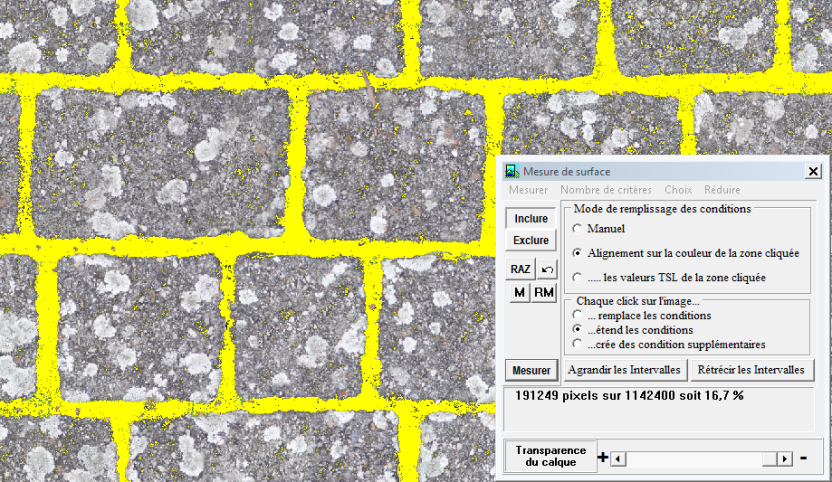 Mesure de surface
Mesurer Nombre de critères Choix Réduire
Inclure
Exclure
RAZ
M RM
Mode de remplissage des conditions
Manuel
Alignement sur la couleur de la zone cliquée
..... les valeurs TSL de la zone cliquée
Chaque click sur l'image...
... remplace les conditions
...étend les conditions
...crée des condition supplémentaires
Mesurer Agrandir les Intervalles Rétrécir les Intervalles
191249 pixels sur 1142400 soit 16,7 %
Transparence
du calque + -